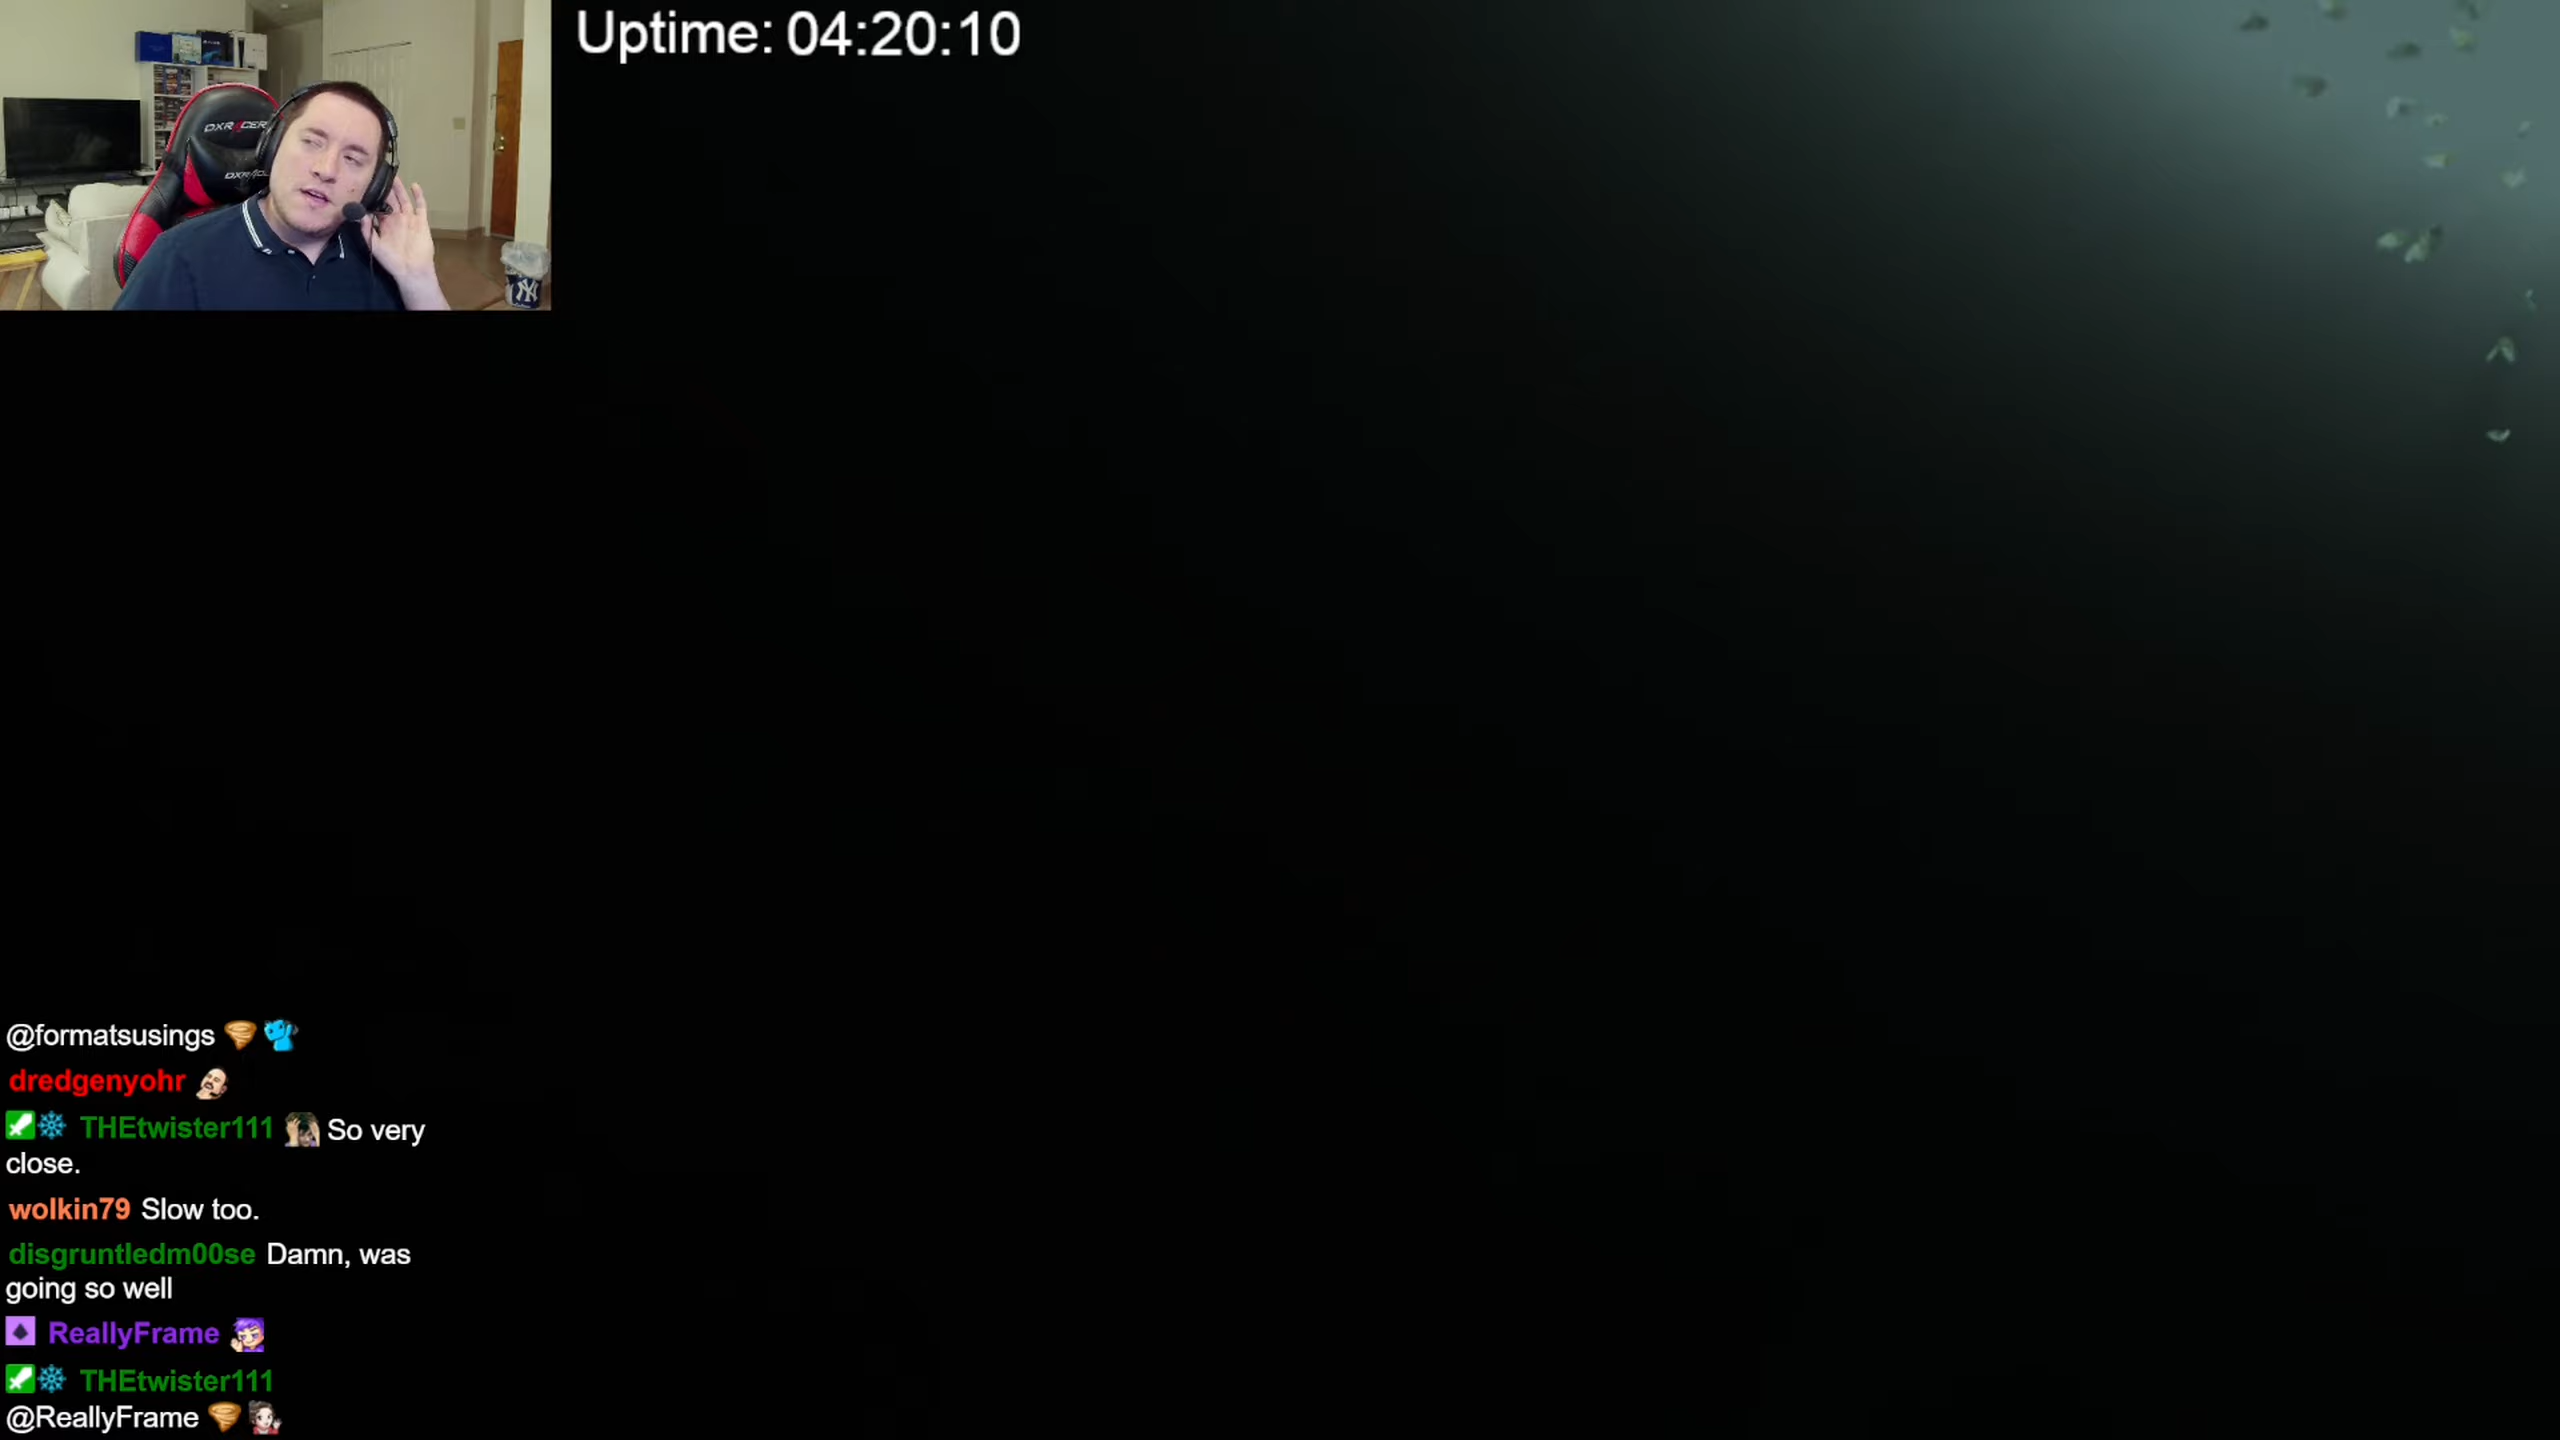 Uptime: 04:20:10
DXRACER
@formatsusings
dredgenyohr
THEtwister111 So very
close.
wolkin79 Slow too.
disgruntledm00se Damn, was
going so well
ReallyFrame
THEtwister111
@ReallyFrame